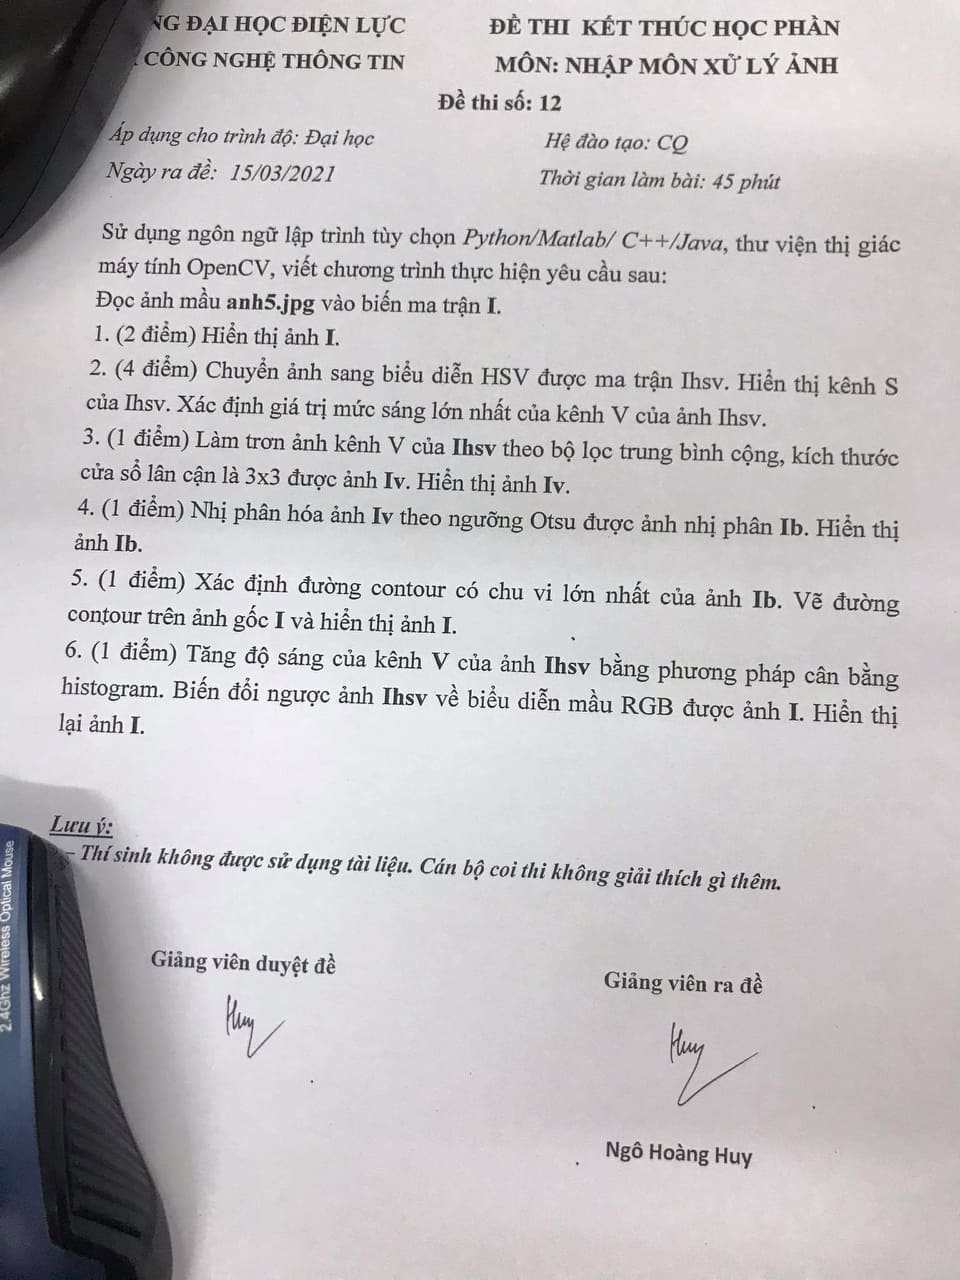 NG ĐẠI HỌC ĐIỆN LỰC
CÔNG NGHỆ THÔNG TIN
ĐỀ THI KẾT THÚC HỌC PHẦN
MÔN: NHẬP MÔN XỬ LÝ ẢNH
Đề thi số: 12
Áp dụng cho trình độ: Đại học
Hệ đào tạo: CQ
Ngày ra đề: 15/03/2021
Thời gian làm bài: 45 phút
Sử dụng ngôn ngữ lập trình tùy chọn Python/Matlab/ C++/Java, thư viện thị giác
máy tính OpenCV, viết chương trình thực hiện yêu cầu sau:
Đọc ảnh mầu anh5.jpg vào biến ma trận I.
1. (2 điểm) Hiển thị ảnh I.
2. (4 điểm) Chuyển ảnh sang biểu diễn HSV được ma trận Ihsv. Hiển thị kênh S
của Ihsv. Xác định giá trị mức sáng lớn nhất của kênh V của ảnh Ihsv.
3. (1 điểm) Làm trơn ảnh kênh V của Ihsv theo bộ lọc trung bình cộng, kích thước
cửa sổ lân cận là 3x3 được ảnh Iv. Hiển thị ảnh Iv.
4. (1 điểm) Nhị phân hóa ảnh Iv theo ngưỡng Otsu được ảnh nhị phân Ib. Hiển thị
ảnh Ib.
5. (1 điểm) Xác định đường contour có chu vi lớn nhất của ảnh Ib. Vẽ đường
contour trên ảnh gốc I và hiển thị ảnh I.
6. (1 điểm) Tăng độ sáng của kênh V của ảnh Ihsv bằng phương pháp cân bằng
histogram. Biến đổi ngược ảnh Ihsv về biểu diễn mầu RGB được ảnh I. Hiển thị
lại ảnh I.
Lưu ý:
- Thí sinh không được sử dụng tài liệu. Cán bộ coi thi không giải thích gì thêm.
Giảng viên duyệt đề
Giảng viên ra đề
Huy
Huy
Ngô Hoàng Huy
2.4Ghz Wireless Optical Mouse